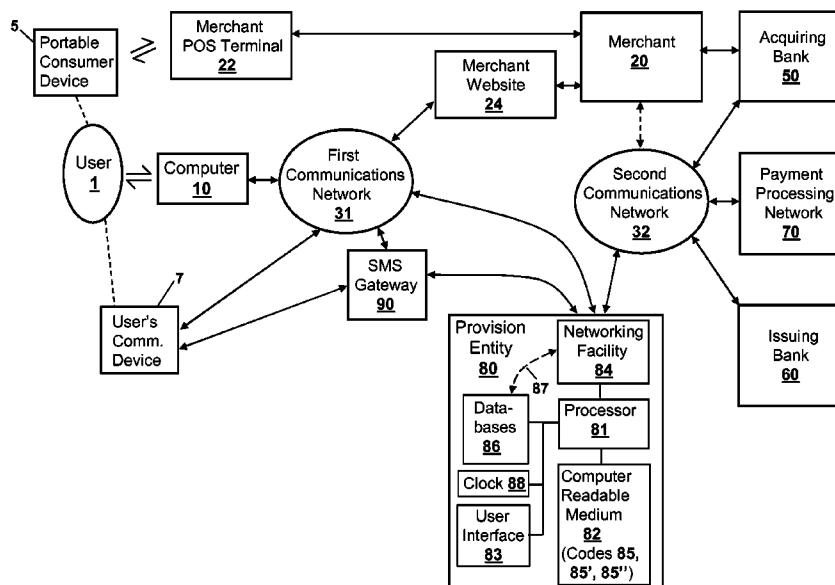 5
Portable
Consumer
Device
Merchant
POS Terminal
22
Merchant
20
Acquiring
Bank
50
Merchant
Website
24
User
1
Computer
10
First
Communications
Network
31
Second
Communications
Network
32
Payment
Processing
Network
70
SMS
Gateway
90
7
User's
Comm.
Device
Provision
Entity
80
Networking
Facility
84
87
Issuing
Bank
60
Data-
bases
86
Processor
81
Clock 88
User
Interface
83
Computer
Readable
Medium
82
(Codes 85,
85', 85'')